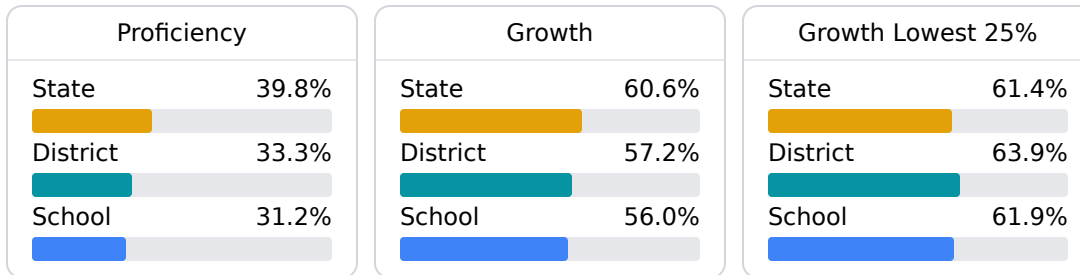 Proficiency
State 39.8%
District 33.3%
School 31.2%
Growth
State 60.6%
District 57.2%
School 56.0%
Growth Lowest 25%
State 61.4%
District 63.9%
School 61.9%